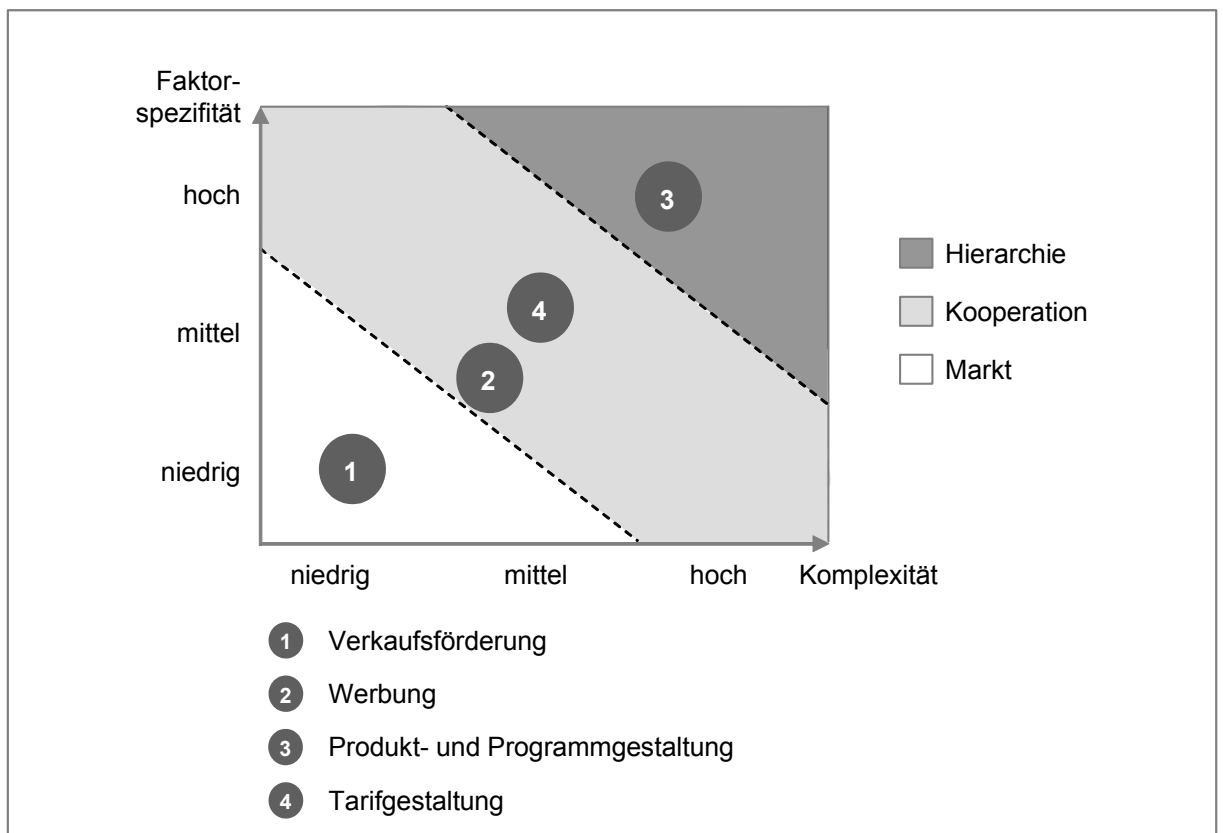 Faktor-
spezifität
hoch
mittel
niedrig
3
4
2
1
niedrig mittel hoch Komplexität
Hierarchie
Kooperation
Markt
1 Verkaufsförderung
2 Werbung
3 Produkt- und Programmgestaltung
4 Tarifgestaltung